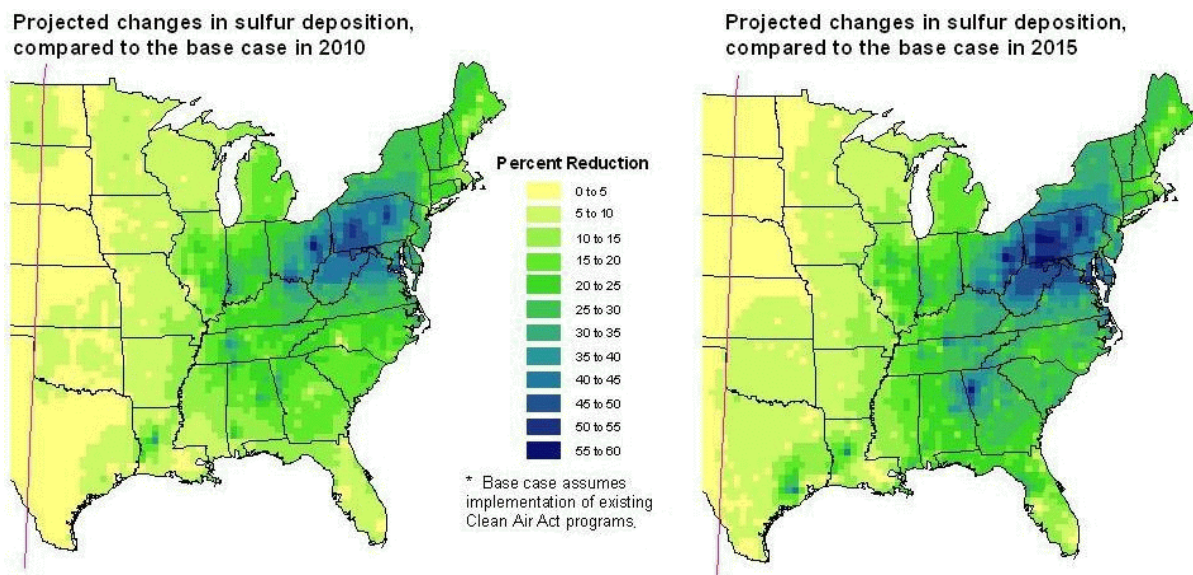 Projected changes in sulfur deposition,
compared to the base case in 2010
Projected changes in sulfur deposition,
compared to the base case in 2015
Percent Reduction
0 to 5
5 to 10
10 to 15
15 to 20
20 to 25
25 to 30
30 to 35
35 to 40
40 to 45
45 to 50
50 to 55
55 to 60
* Base case assumes
implementation of existing
Clean Air Act programs.